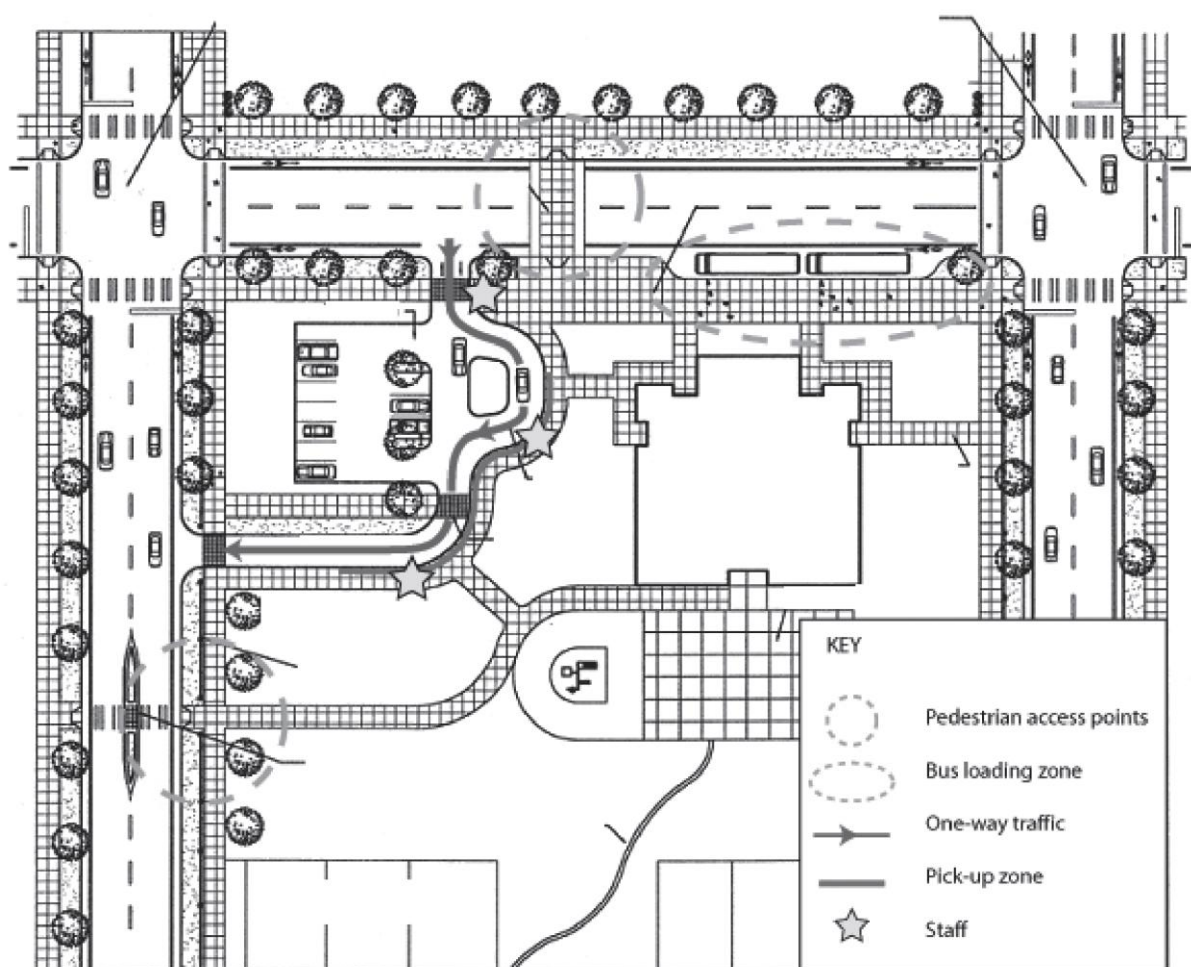 KEY
Pedestrian access points
Bus loading zone
One-way traffic
Pick-up zone
Staff